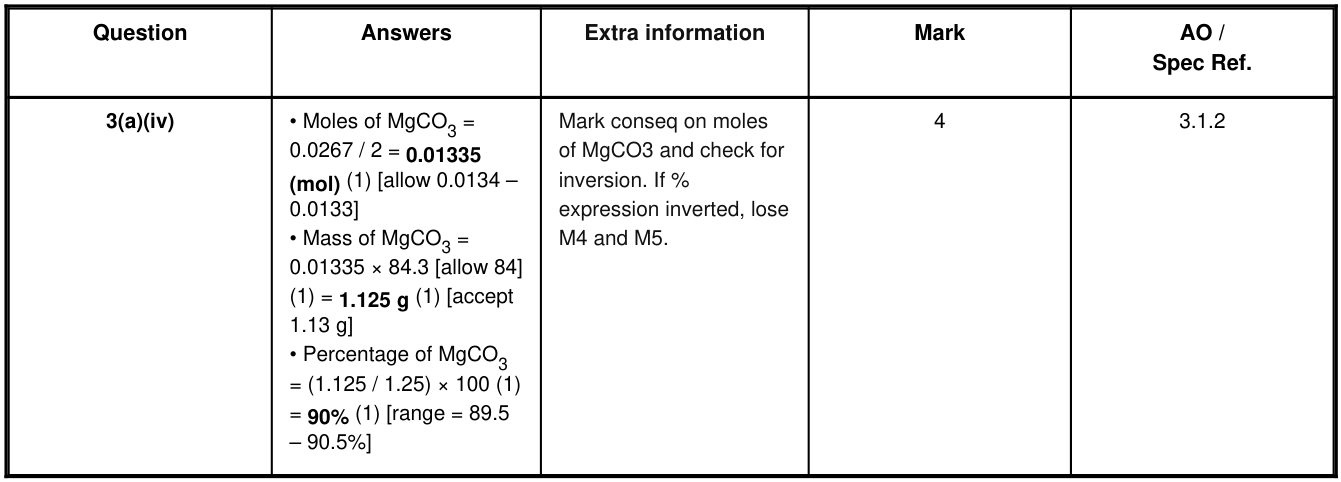 Question Answers Extra information Mark AO /
Spec Ref.
3(a)(iv)
• Moles of MgCO3 =
0.0267 / 2 = 0.01335
(mol) (1) [allow 0.0134 –
0.0133]
• Mass of MgCO3 =
0.01335 × 84.3 [allow 84]
(1) = 1.125 g (1) [accept
1.13 g]
• Percentage of MgCO3
= (1.125 / 1.25) × 100 (1)
= 90% (1) [range = 89.5
– 90.5%]
Mark conseq on moles
of MgCO3 and check for
inversion. If %
expression inverted, lose
M4 and M5.
4
3.1.2